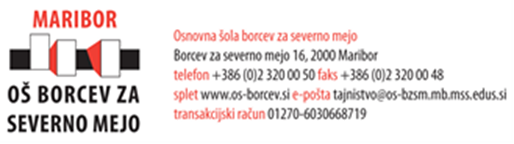 MARIBOR
OŠ BORCEV ZA
SEVERNO MEJO
Osnovna šola borcev za severno mejo
Borcev za severno mejo 16, 2000 Maribor
telefon +386 (0)2 320 00 50 faks +386 (0)2 320 00 48
splet www.os-borcev.si e-pošta tajnistvo@os-bzsm.mb.mss.edus.si
transakcijski račun 01270-6030668719